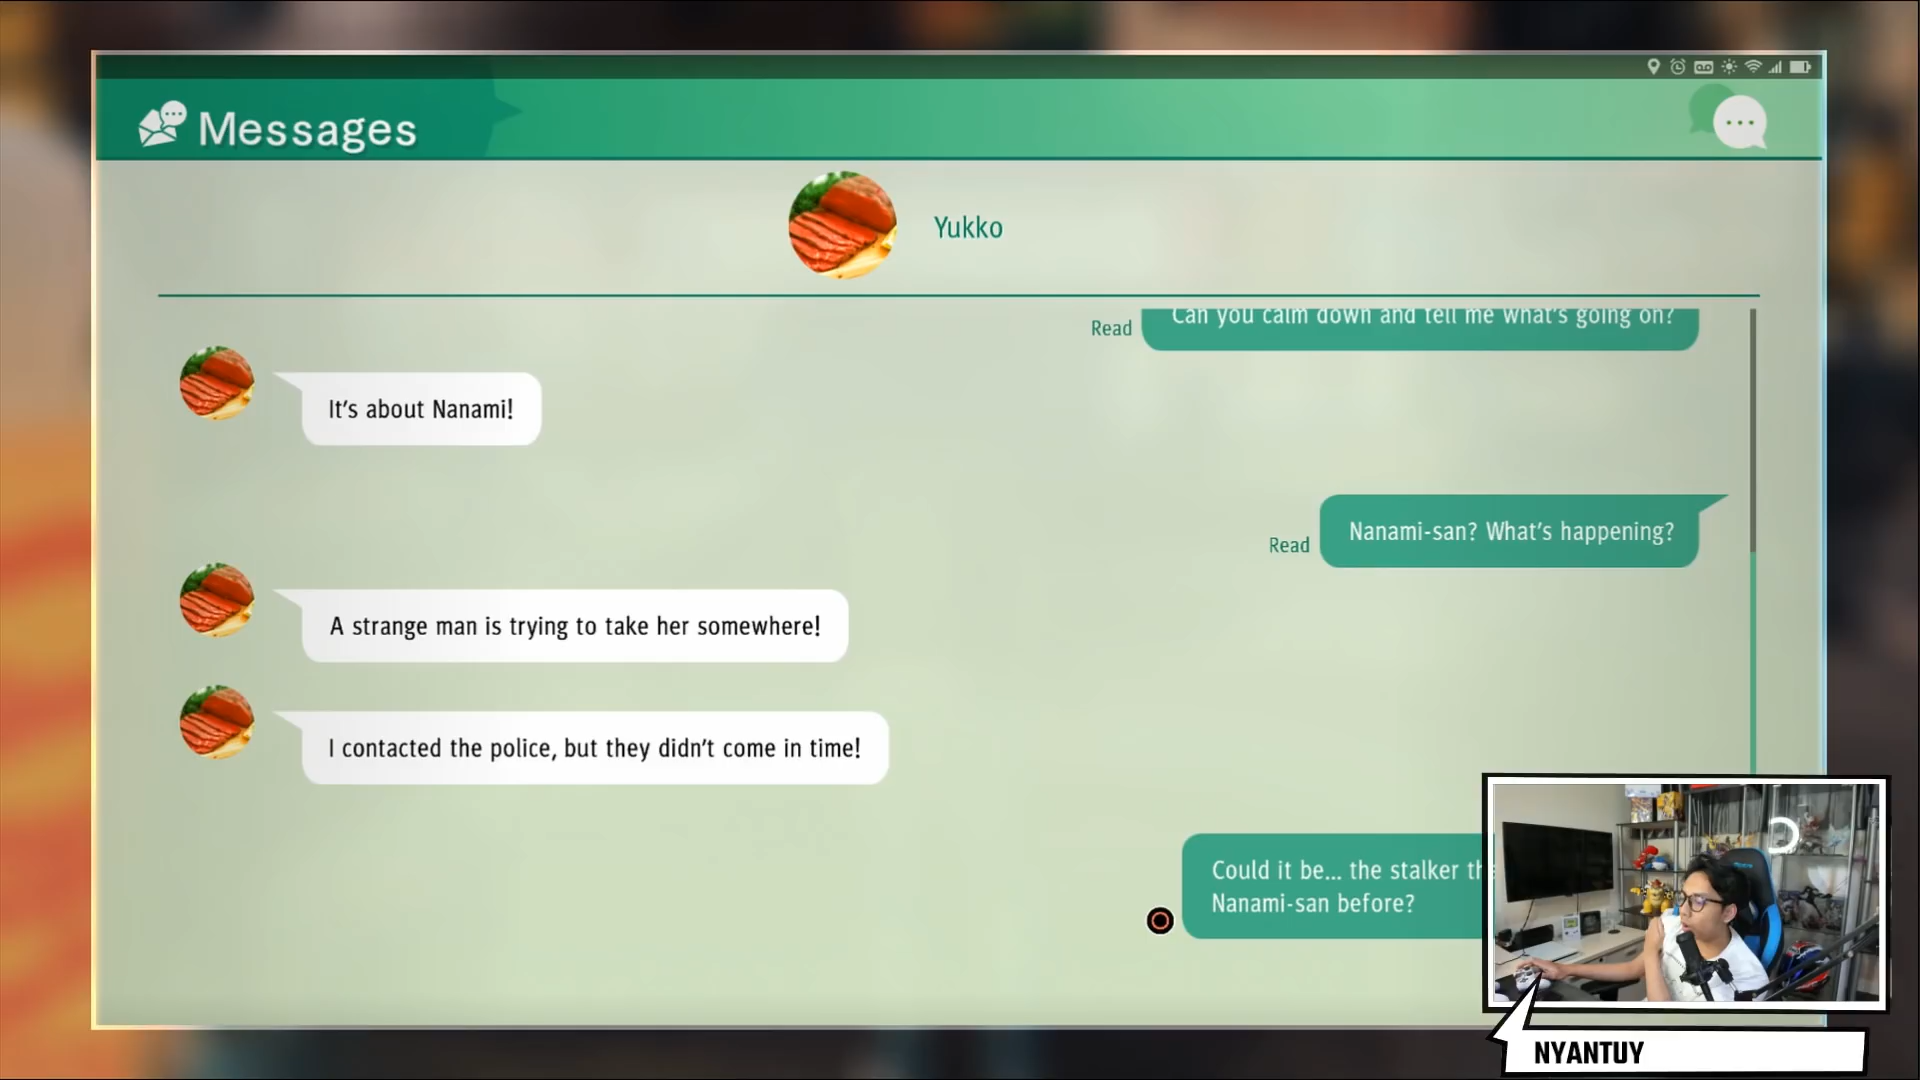 Messages
Yukko
Can you calm down and tell me what's going on?
Read
It's about Nanami!
Nanami-san? What's happening?
Read
A strange man is trying to take her somewhere!
I contacted the police, but they didn't come in time!
Could it be... the stalker
Nanami-san before?
NYANTUY